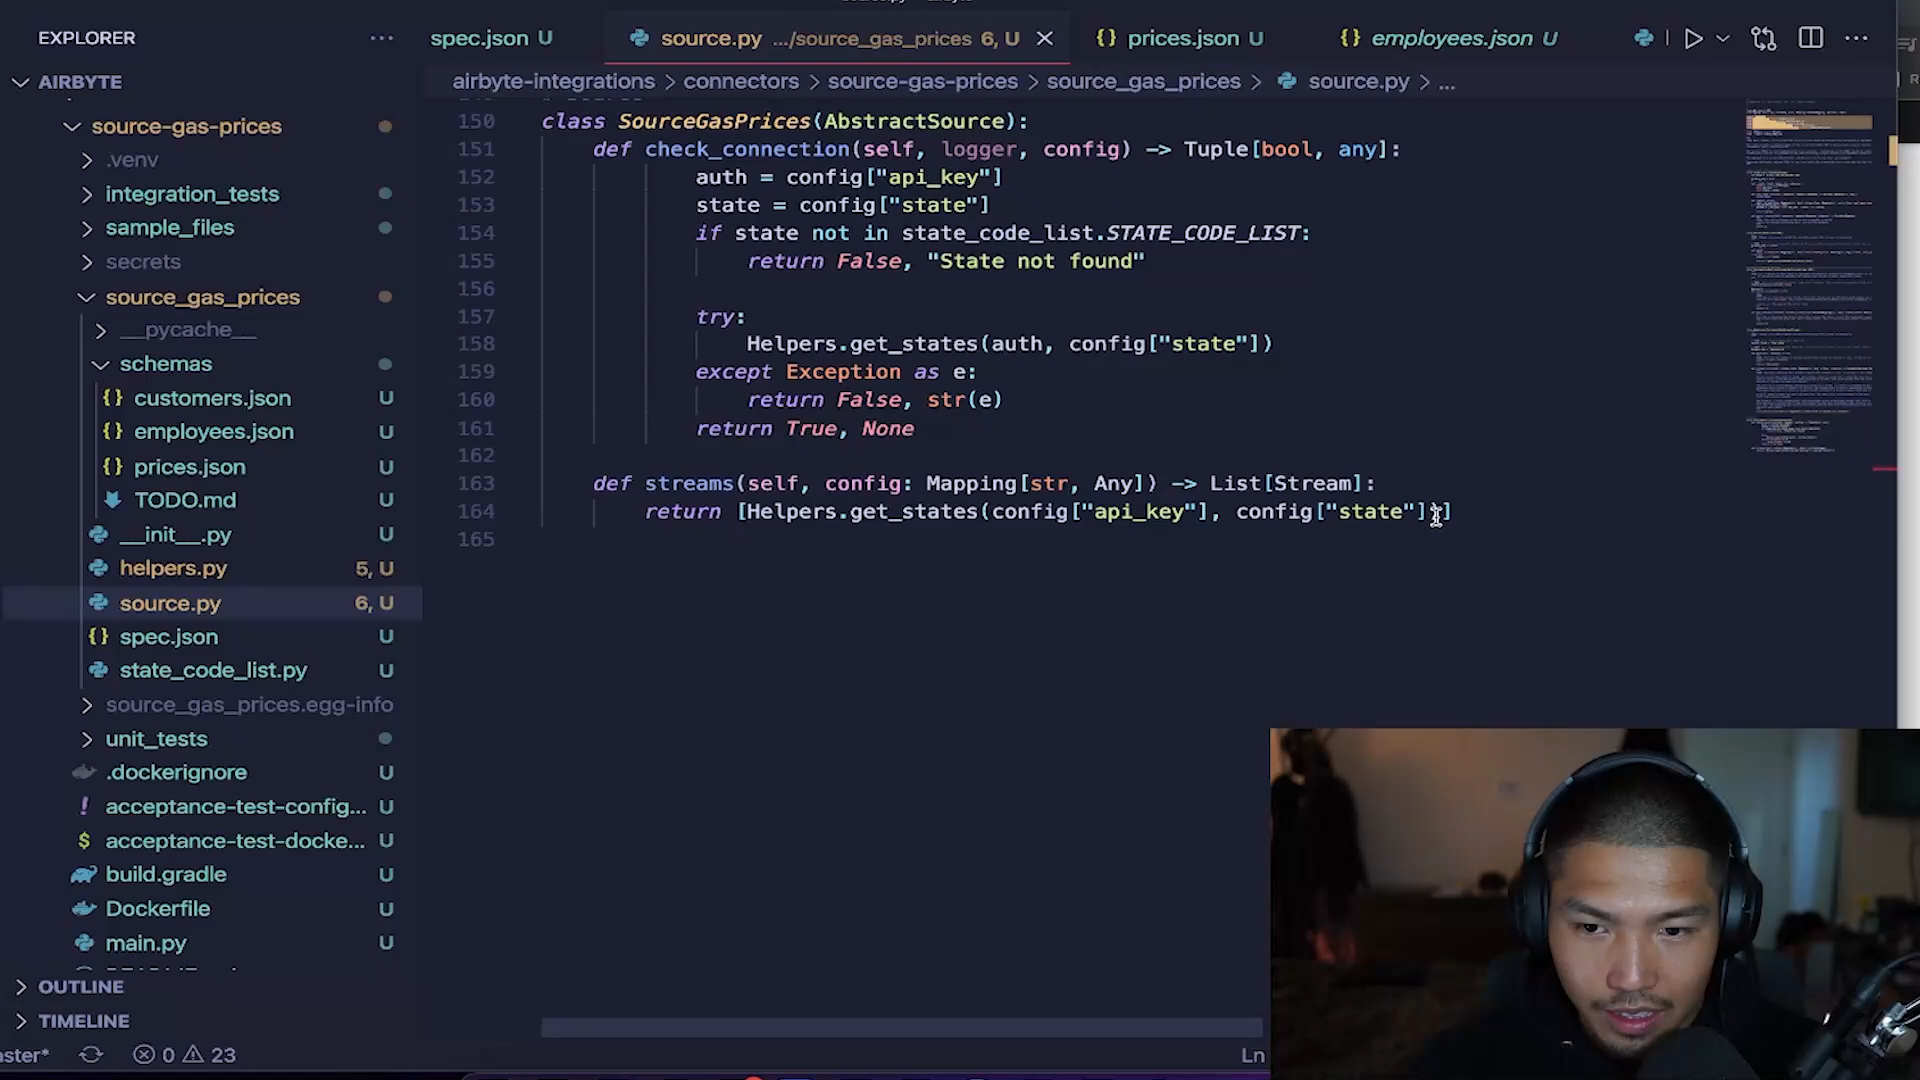 EXPLORER
AIRBYTE
source-gas-prices
.venv
integration_tests
sample_files
secrets
source_gas_prices
__pycache__
schemas
customers.json U
employees.json U
prices.json U
TODO.md U
__init__.py U
helpers.py 5, U
source.py 6, U
spec.json U
state_code_list.py U
source_gas_prices.egg-info
unit_tests
.dockerignore U
acceptance-test-config... U
acceptance-test-docke... U
build.gradle U
Dockerfile U
main.py U
OUTLINE
TIMELINE
aster* 0 23
spec.json U
source.py .../source_gas_prices 6, U
prices.json U
employees.json U
airbyte-integrations > connectors > source-gas-prices > source_gas_prices > source.py > ...
150 class SourceGasPrices(AbstractSource):
151 def check_connection(self, logger, config) -> Tuple[bool, any]:
152 auth = config["api_key"]
153 state = config["state"]
154 if state not in state_code_list.STATE_CODE_LIST:
155 return False, "State not found"
156
157 try:
158 Helpers.get_states(auth, config["state"])
159 except Exception as e:
160 return False, str(e)
161 return True, None
162
163 def streams(self, config: Mapping[str, Any]) -> List[Stream]:
164 return [Helpers.get_states(config["api_key"], config["state"])]
165
Ln